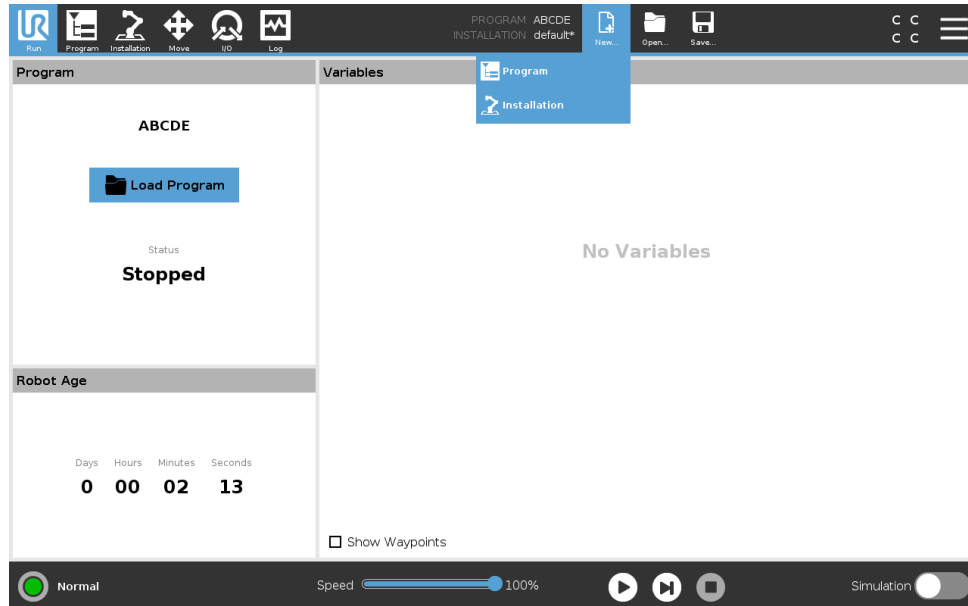 PROGRAM ABCDE
INSTALLATION default*
C C
C C
Run
Program
Installation
Move
I/O
Log
New...
Open...
Save...
Program
Installation
Program
ABCDE
Load Program
Status
Stopped
Variables
No Variables
Robot Age
Days Hours Minutes Seconds
0 00 02 13
Show Waypoints
Normal
Speed 100%
Simulation